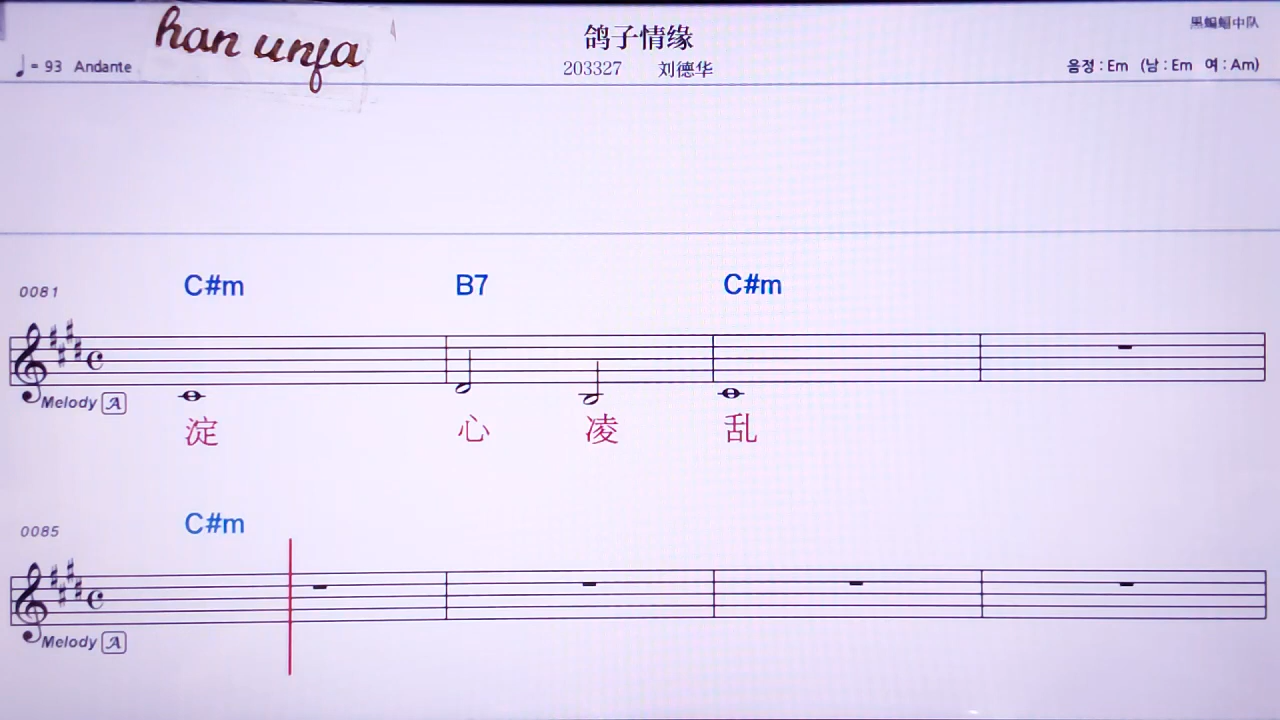 han unfa
鸽子情缘
黑蝙蝠中队
♩= 93 Andante
203327 刘德华
음정 : Em (남 : Em 여 : Am)
0081 C#m B7 C#m
Melody A
淀 心 凌 乱
0085 C#m
Melody A